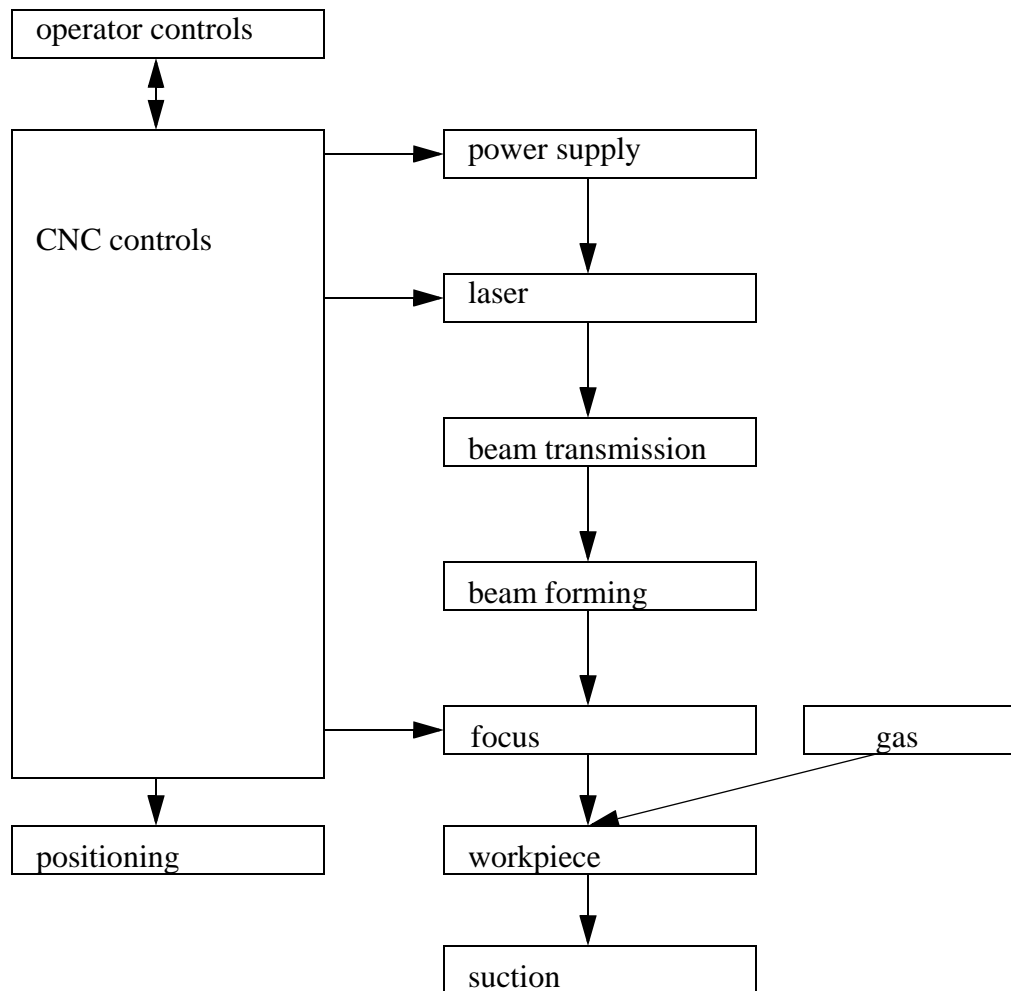 operator controls
power supply
CNC controls
laser
beam transmission
beam forming
focus
gas
positioning
workpiece
suction